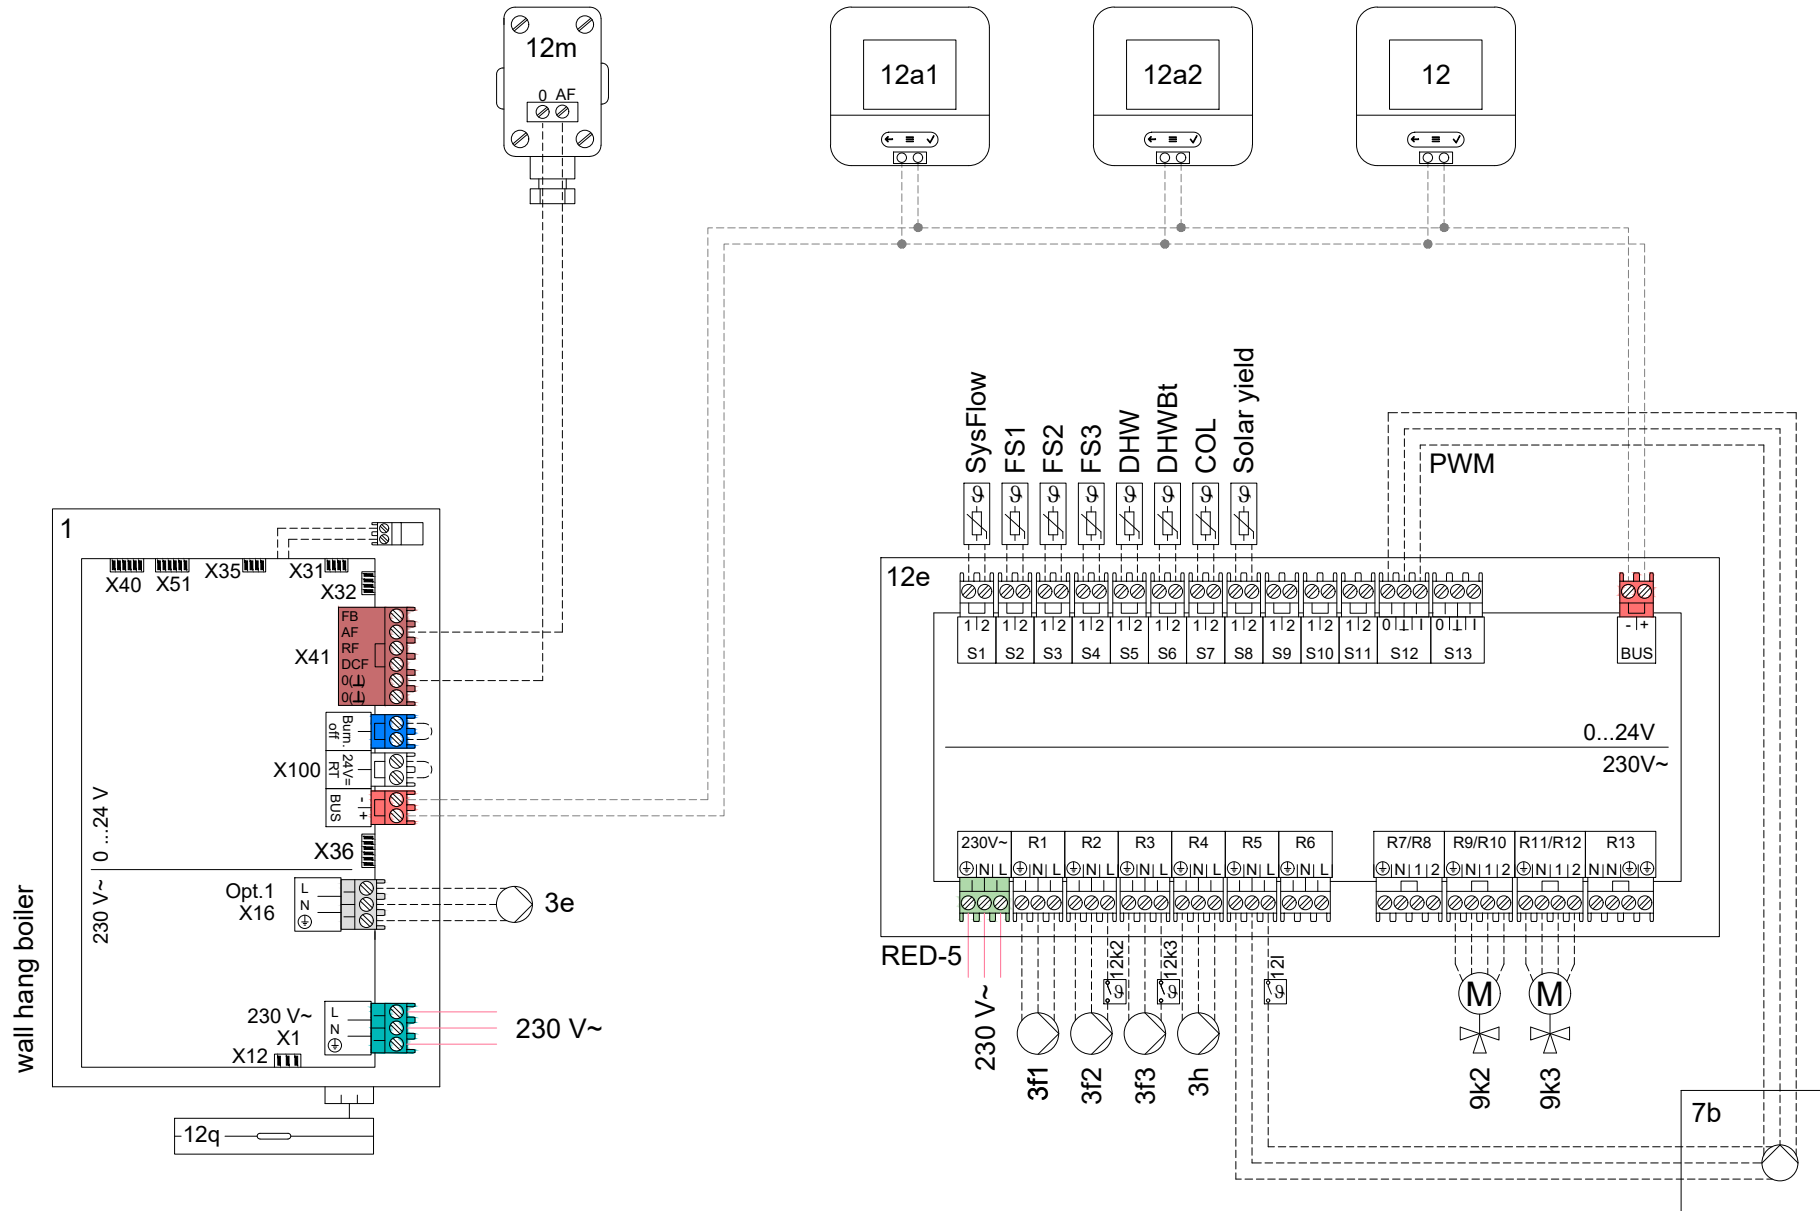 12m
0 AF
12a1
12a2
12
SysFlow
FS1
FS2
FS3
DHW
DHWBt
COL
Solar yield
PWM
1
X40
X51
X35
X31
X32
X41
FB
AF
RF
DCF
0(⊥)
0(⊥)
Burn.
off
X100
24V=
RT
BUS
- +
X36
0 ...24 V
230 V~
Opt.1
X16
L
N
3e
230 V~
X1
L
N
230 V~
X12
12q
wall hang boiler
12e
1 2
1 2
1 2
1 2
1 2
1 2
1 2
1 2
1 2
1 2
1 2
0 ⊥ I
0 ⊥ I
- +
S1
S2
S3
S4
S5
S6
S7
S8
S9
S10
S11
S12
S13
BUS
0...24V
230V~
230V~
R1
R2
R3
R4
R5
R6
R7/R8
R9/R10
R11/R12
R13
N L
N L
N L
N L
N L
N L
N L
N 1 2
N 1 2
N 1 2
N N
RED-5
230 V~
12k2
12k3
12l
ϑ
ϑ
ϑ
M
M
3f1
3f2
3f3
3h
9k2
9k3
7b